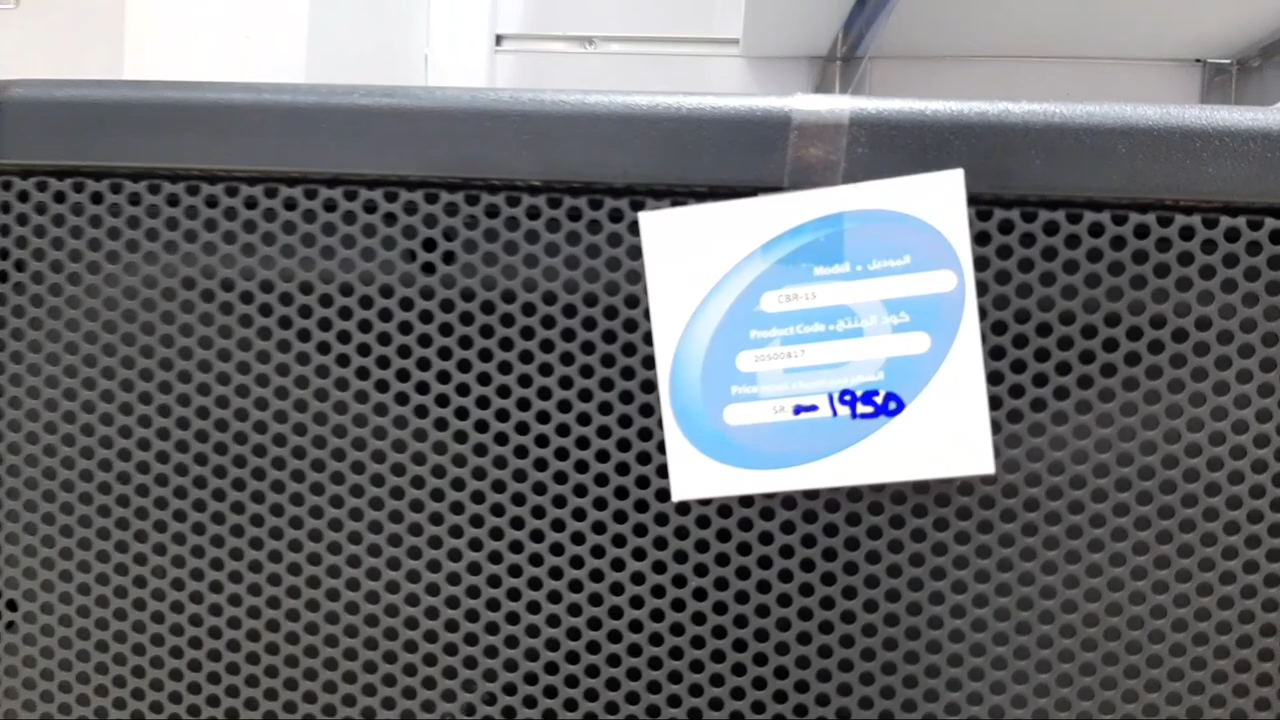 Model • الموديل
CBR-15
Product Code • كود المنتج
20500817
Price
SR. - 1950